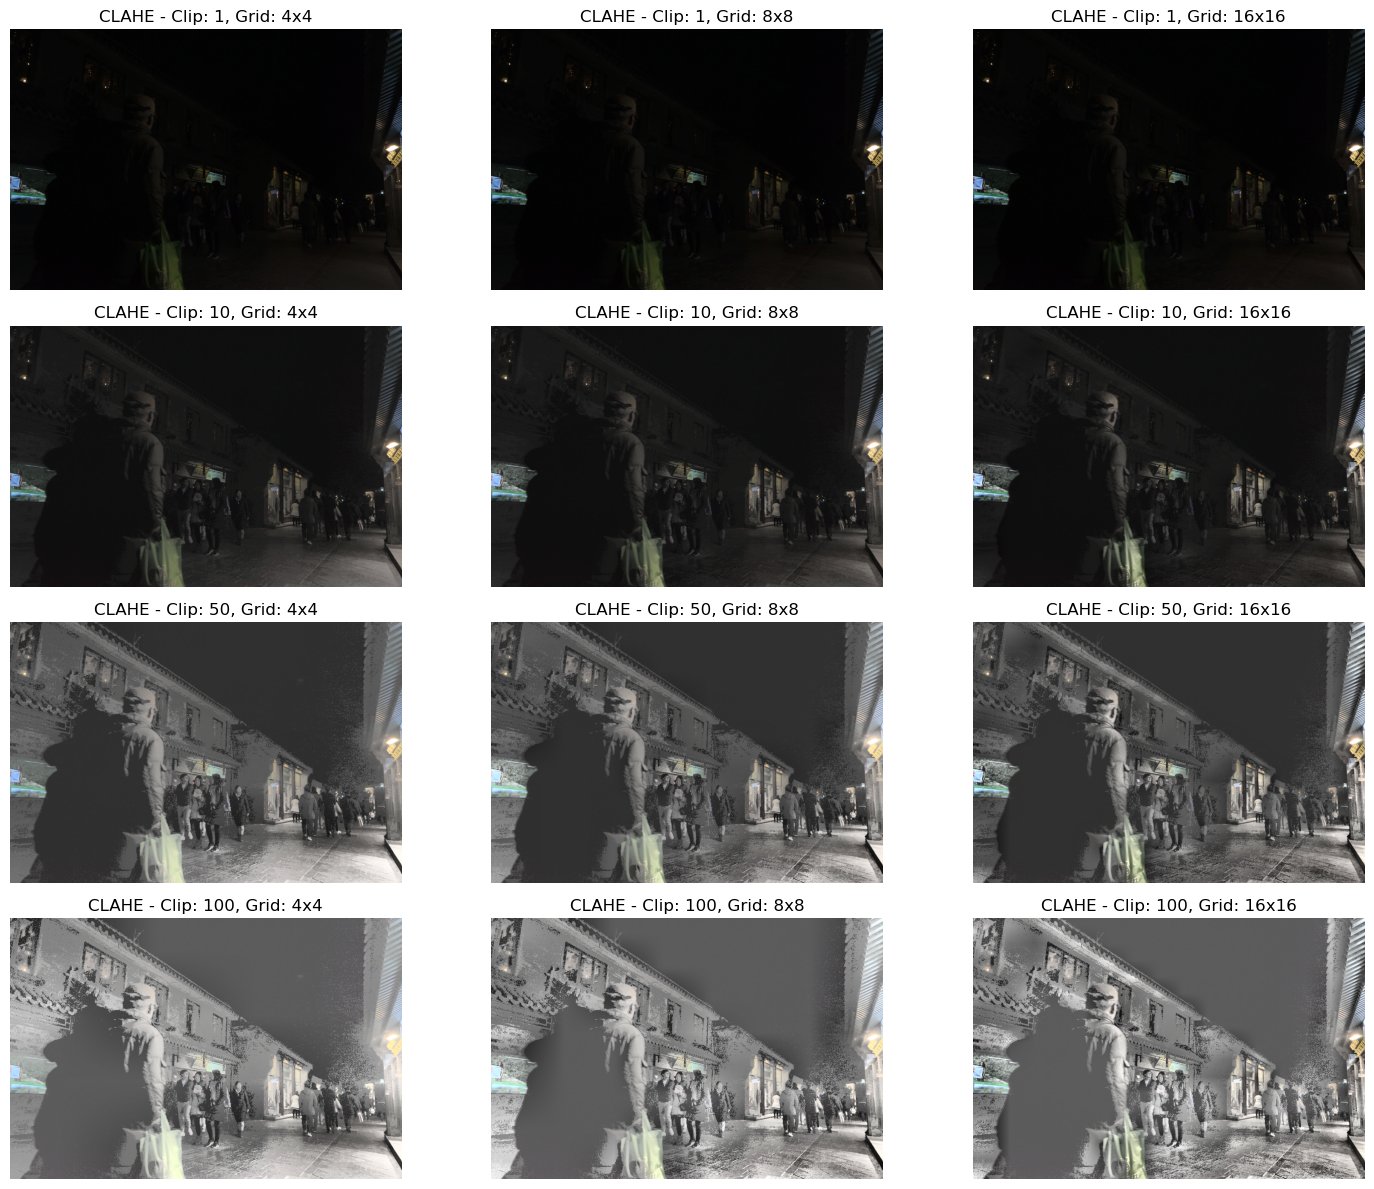 CLAHE - Clip: 1, Grid: 4x4
CLAHE - Clip: 1, Grid: 8x8
CLAHE - Clip: 1, Grid: 16x16
CLAHE - Clip: 10, Grid: 4x4
CLAHE - Clip: 10, Grid: 8x8
CLAHE - Clip: 10, Grid: 16x16
CLAHE - Clip: 50, Grid: 4x4
CLAHE - Clip: 50, Grid: 8x8
CLAHE - Clip: 50, Grid: 16x16
CLAHE - Clip: 100, Grid: 4x4
CLAHE - Clip: 100, Grid: 8x8
CLAHE - Clip: 100, Grid: 16x16